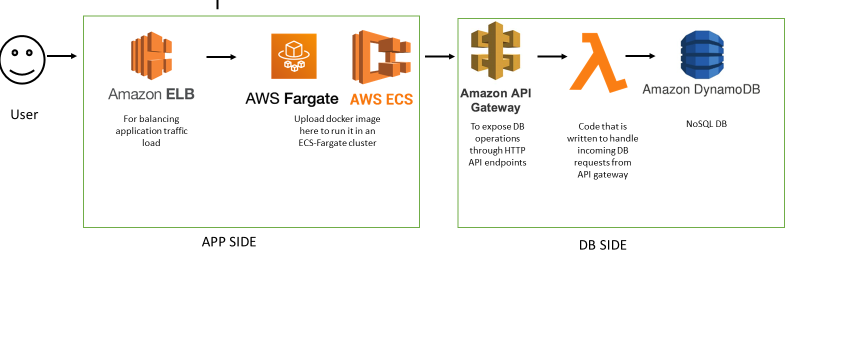 User
Amazon ELB
For balancing
application traffic
load
AWS Fargate
AWS ECS
Upload docker image
here to run it in an
ECS-Fargate cluster
APP SIDE
Amazon API
Gateway
To expose DB
operations
through HTTP
API endpoints
Code that is
written to handle
incoming DB
requests from
API gateway
Amazon DynamoDB
NoSQL DB
DB SIDE